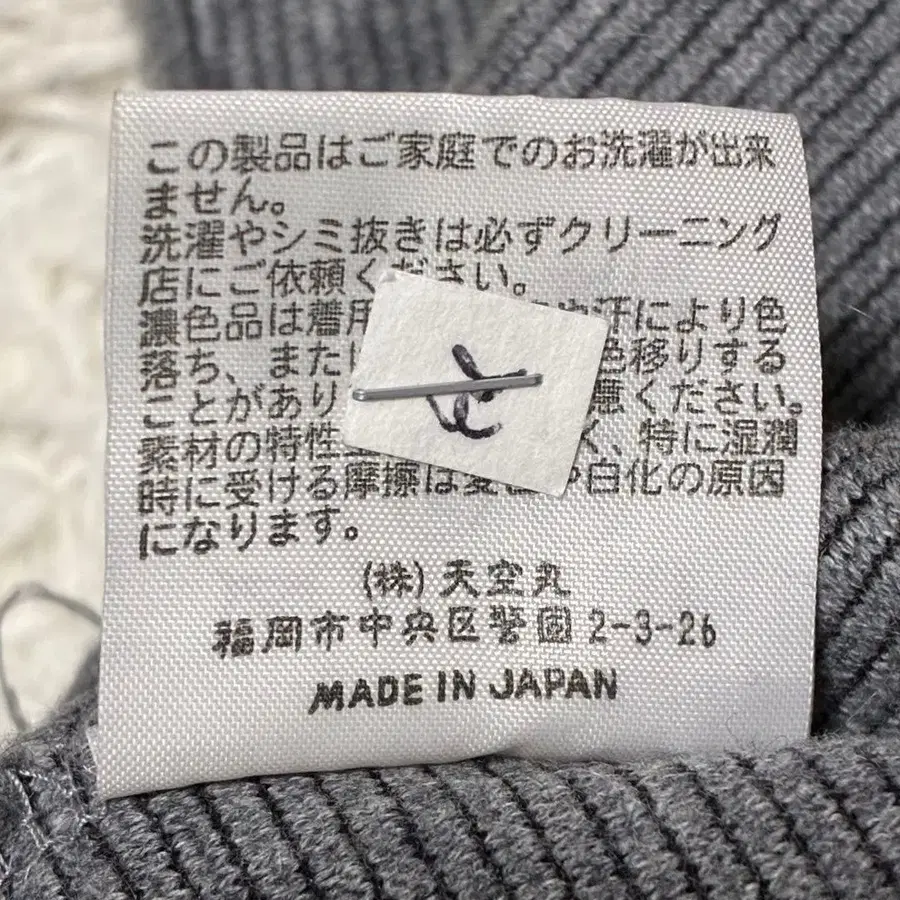 この製品はご家庭でのお洗濯が出来
ません。
洗濯やシミ抜きは必ずクリーニング
店にご依頼ください。
濃色品は着用 や汗により色
落ち、また 色移りする
ことがあり 意ください。
素材の特性 く、特に湿潤
時に受ける摩擦は変色や白化の原因
になります。
(株)天空丸
福岡市中央区警固 2-3-26
MADE IN JAPAN